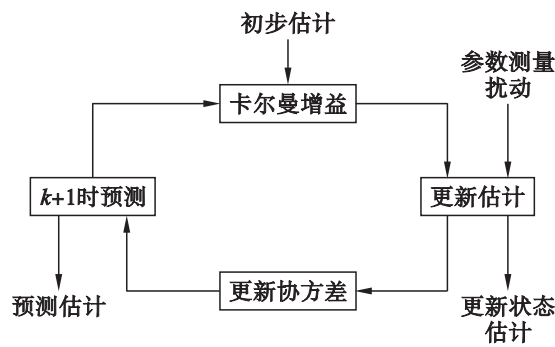 初步估计
参数测量
扰动
卡尔曼增益
k+1时预测
更新估计
预测估计
更新协方差
更新状态
估计